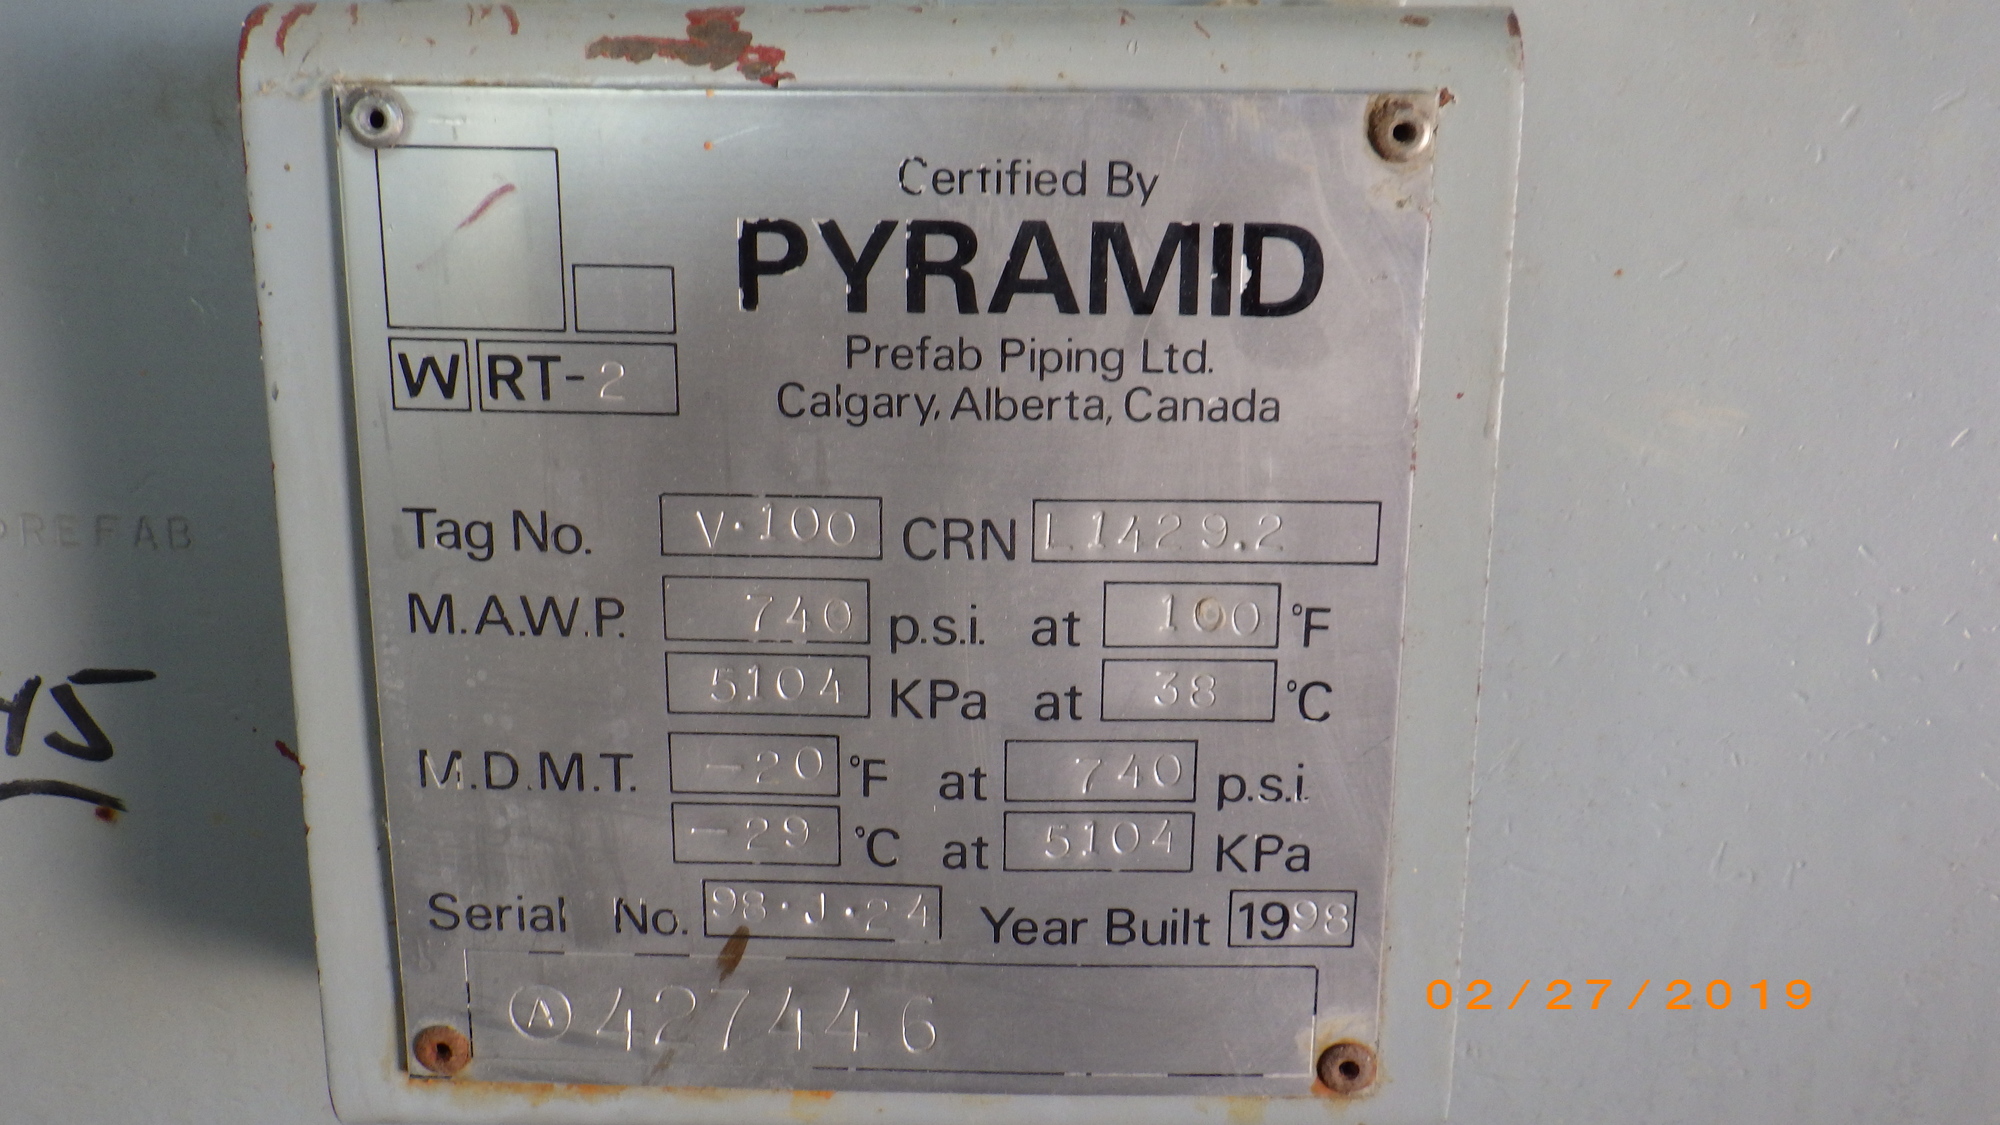 Certified By
PYRAMID
Prefab Piping Ltd.
Calgary, Alberta, Canada
W RT-2
Tag No. V·100 CRN L1429.2
M.A.W.P. 740 p.s.i. at 100 °F
5104 KPa at 38 °C
M.D.M.T. -20 °F at 740 p.s.i.
-29 °C at 5104 KPa
Serial No. 98·J·24 Year Built 1998
Ⓐ 427446
PREFAB
45
02/27/2019